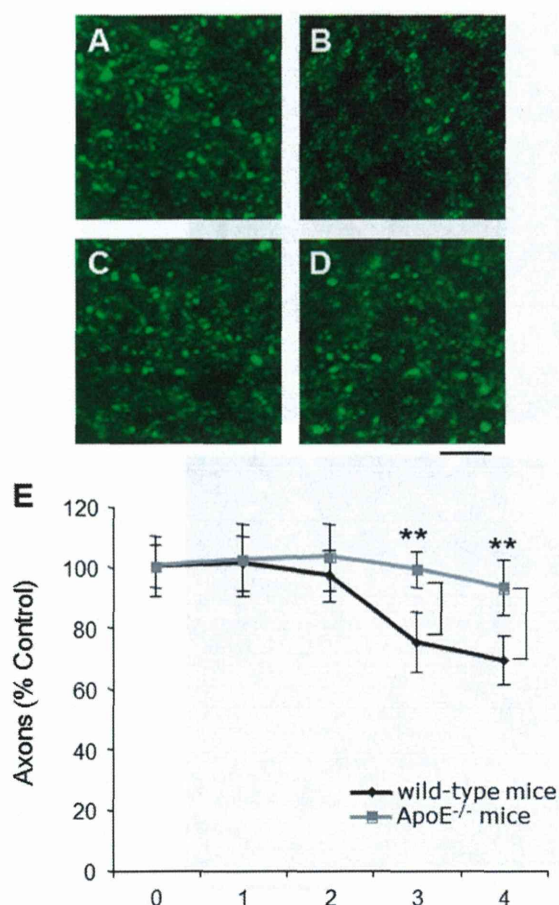 A
B
C
D
E
120
100
80
60
40
20
0
Axons (% Control)
**
**
wild-type mice
ApoE-/- mice
0 1 2 3 4